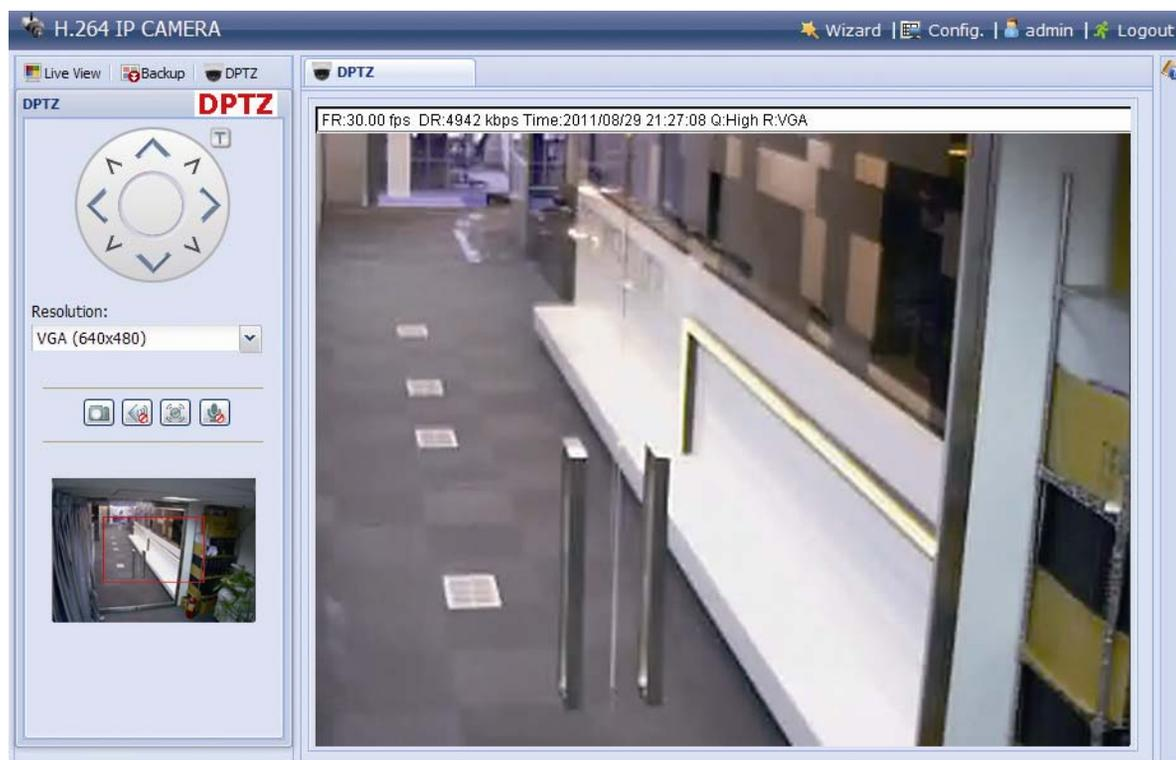 H.264 IP CAMERA
Wizard | Config. | admin | Logout
Live View Backup DPTZ
DPTZ
DPTZ DPTZ
T
FR:30.00 fps DR:4942 kbps Time:2011/08/29 21:27:08 Q:High R:VGA
Resolution:
VGA (640x480)